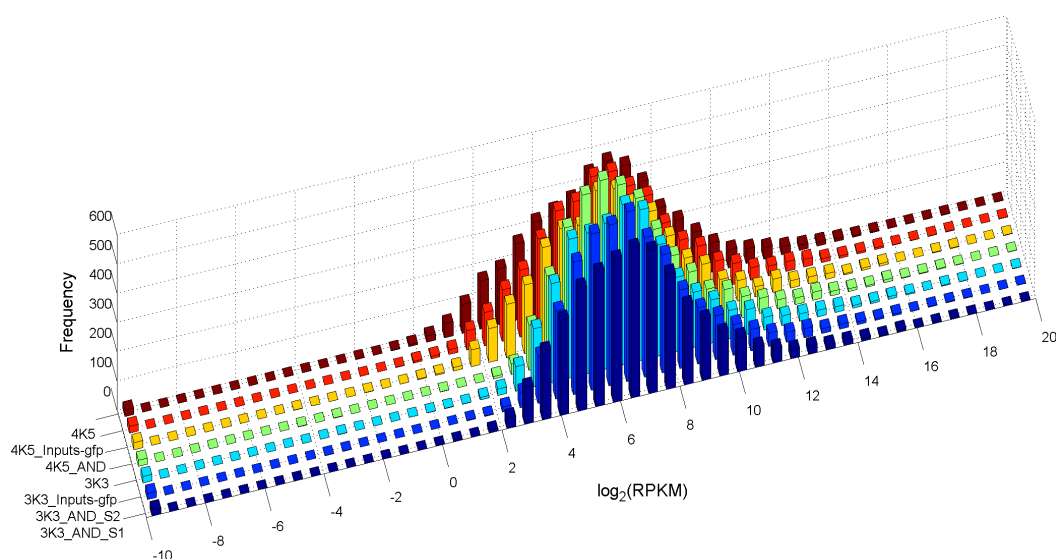 600
500
400
300
200
100
0
Frequency
4K5
4K5_Inputs-gfp
4K5_AND
3K3
3K3_Inputs-gfp
3K3_AND_S2
3K3_AND_S1
-10
-8
-6
-4
-2
0
2
4
6
8
10
12
14
16
18
20
log2(RPKM)